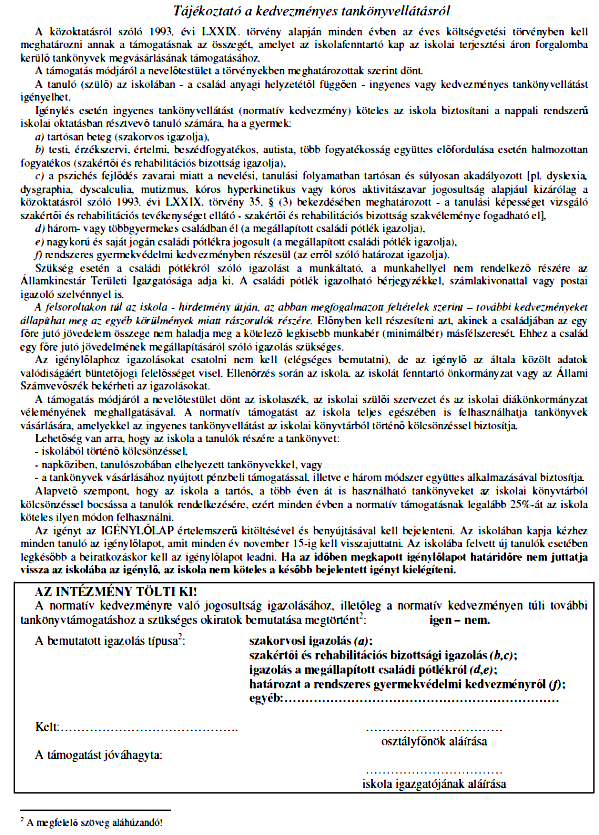 Tájékoztató a kedvezményes tankönyvellátásról
A közoktatásról szóló 1993. évi LXXIX. törvény alapján minden évben az éves költségvetési törvényben kell
meghatározni annak a támogatásnak az összegét, amelyet az iskolafenntartó kap az iskolai terjesztési áron forgalomba
kerülő tankönyvek megvásárlásának támogatásához.
A támogatás módjáról a nevelőtestület a törvényekben meghatározottak szerint dönt.
A tanuló (szülő) az iskolában - a család anyagi helyzetétől függően - ingyenes vagy kedvezményes tankönyvellátást
igényelhet.
Igénylés esetén ingyenes tankönyvellátást (normatív kedvezmény) köteles az iskola biztosítani a nappali rendszerű
iskolai oktatásban résztvevő tanuló számára, ha a gyermek:
a) tartósan beteg (szakorvos igazolja),
b) testi, érzékszervi, értelmi, beszédfogyatékos, autista, több fogyatékosság együttes előfordulása esetén halmozottan
fogyatékos (szakértői és rehabilitációs bizottság igazolja),
c) a pszichés fejlődés zavarai miatt a nevelési, tanulási folyamatban tartósan és súlyosan akadályozott [pl. dyslexia,
dysgraphia, dyscalculia, mutizmus, kóros hyperkinetikus vagy kóros aktivitászavar jogosultság alapjául kizárólag a
közoktatásról szóló 1993. évi LXXIX. törvény 35. § (3) bekezdésében meghatározott - a tanulási képességet vizsgáló
szakértői és rehabilitációs tevékenységet ellátó - szakértői és rehabilitációs bizottság szakvéleménye fogadható el],
d) három- vagy többgyermekes családban él (a megállapított családi pótlék igazolja),
e) nagykorú és saját jogán családi pótlékra jogosult (a megállapított családi pótlék igazolja),
f) rendszeres gyermekvédelmi kedvezményben részesül (az erről szóló határozat igazolja).
Szükség esetén a családi pótlékról szóló igazolást a munkáltató, a munkahellyel nem rendelkező részére az
Államkincstár Területi Igazgatósága adja ki. A családi pótlék igazolható bérjegyzékkel, számlakivonattal vagy postai
igazoló szelvénnyel is.
A felsoroltakon túl az iskola - hirdetmény útján, az abban megfogalmazott feltételek szerint – további kedvezményeket
állapíthat meg az egyéb körülmények miatt rászorulók részére. Előnyben kell részesíteni azt, akinek a családjában az egy
főre jutó jövedelem összege nem haladja meg a kötelező legkisebb munkabér (minimálbér) másfélszeresét. Ehhez a család
egy főre jutó jövedelmének megállapításáról szóló igazolás szükséges.
Az igénylőlaphoz igazolásokat csatolni nem kell (elégséges bemutatni), de az igénylő az általa közölt adatok
valódiságáért büntetőjogi felelősséget visel. Ellenőrzés során az iskola, az iskolát fenntartó önkormányzat vagy az Állami
Számvevőszék bekérheti az igazolásokat.
A támogatás módjáról a nevelőtestület dönt az iskolaszék, az iskolai szülői szervezet és az iskolai diákönkormányzat
véleményének meghallgatásával. A normatív támogatást az iskola teljes egészében is felhasználhatja tankönyvek
vásárlására, amelyekkel az ingyenes tankönyvellátást az iskolai könyvtárból történő kölcsönzéssel biztosítja.
Lehetőség van arra, hogy az iskola a tanulók részére a tankönyvet:
- iskolából történő kölcsönzéssel,
- napköziben, tanulószobában elhelyezett tankönyvekkel, vagy
- a tankönyvek vásárlásához nyújtott pénzbeli támogatással, illetve e három módszer együttes alkalmazásával biztosítja.
Alapvető szempont, hogy az iskola a tartós, a több éven át is használható tankönyveket az iskolai könyvtárból
kölcsönzéssel bocsássa a tanulók rendelkezésére, ezért minden évben a normatív támogatásnak legalább 25%-át az iskola
köteles ilyen módon felhasználni.
Az igényt az IGÉNYLŐLAP értelemszerű kitöltésével és benyújtásával kell bejelenteni. Az iskolában kapja kézhez
minden tanuló az igénylőlapot, amit minden év november 15-ig kell visszajuttatni. Az iskolába felvett új tanulók esetében
legkésőbb a beiratkozáskor kell az igénylőlapot leadni. Ha az időben megkapott igénylőlapot határidőre nem juttatja
vissza az iskolába az igénylő, az iskola nem köteles a később bejelentett igényt kielégíteni.
AZ INTÉZMÉNY TÖLTI KI!
A normatív kedvezményre való jogosultság igazolásához, illetőleg a normatív kedvezményen túli további
tankönyvtámogatáshoz a szükséges okiratok bemutatása megtörtént²: igen – nem.
A bemutatott igazolás típusa²: szakorvosi igazolás (a);
szakértői és rehabilitációs bizottsági igazolás (b,c);
igazolás a megállapított családi pótlékról (d,e);
határozat a rendszeres gyermekvédelmi kedvezményről (f);
egyéb:……………………………………………………
Kelt:……………………………………
osztályfőnök aláírása
A támogatást jóváhagyta:
……………………………
iskola igazgatójának aláírása
² A megfelelő szöveg aláhúzandó!